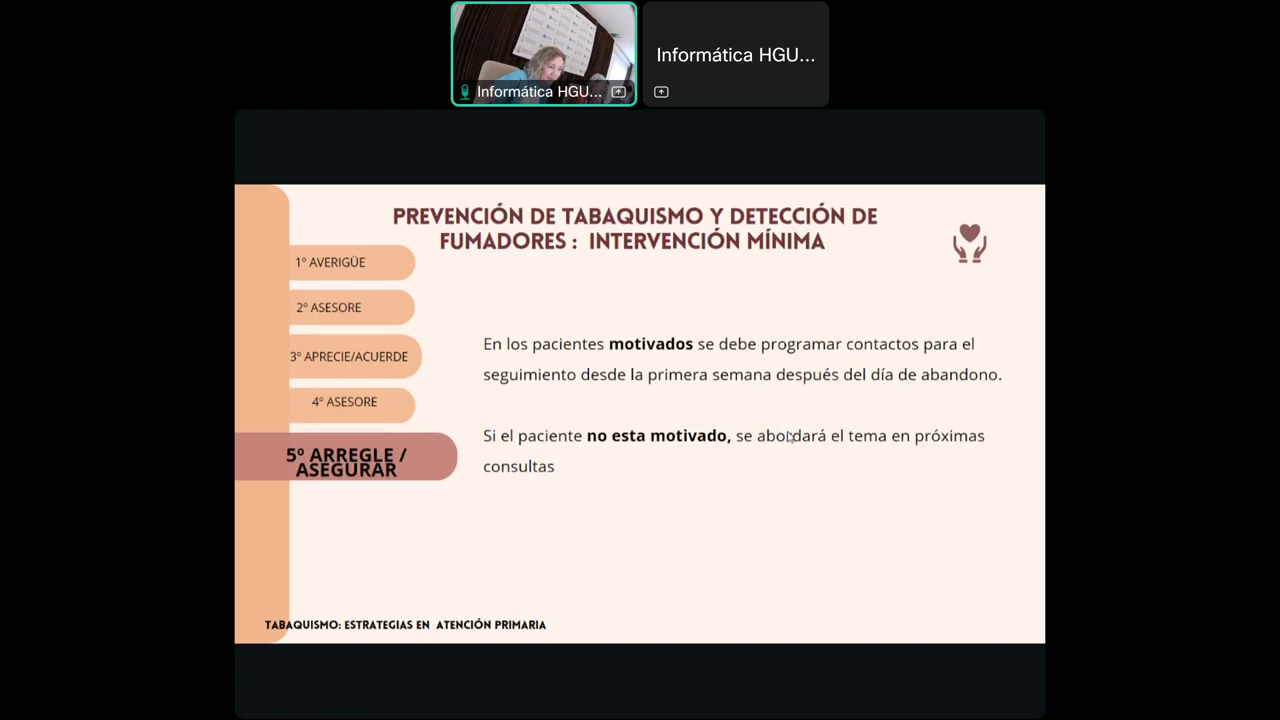 Informática HGU...
Informática HGU...
PREVENCIÓN DE TABAQUISMO Y DETECCIÓN DE
FUMADORES : INTERVENCIÓN MÍNIMA
1º AVERIGÜE
2º ASESORE
3º APRECIE/ACUERDE
4º ASESORE
5º ARREGLE /
ASEGURAR
En los pacientes motivados se debe programar contactos para el
seguimiento desde la primera semana después del día de abandono.
Si el paciente no esta motivado, se abordará el tema en próximas
consultas
TABAQUISMO: ESTRATEGIAS EN ATENCIÓN PRIMARIA